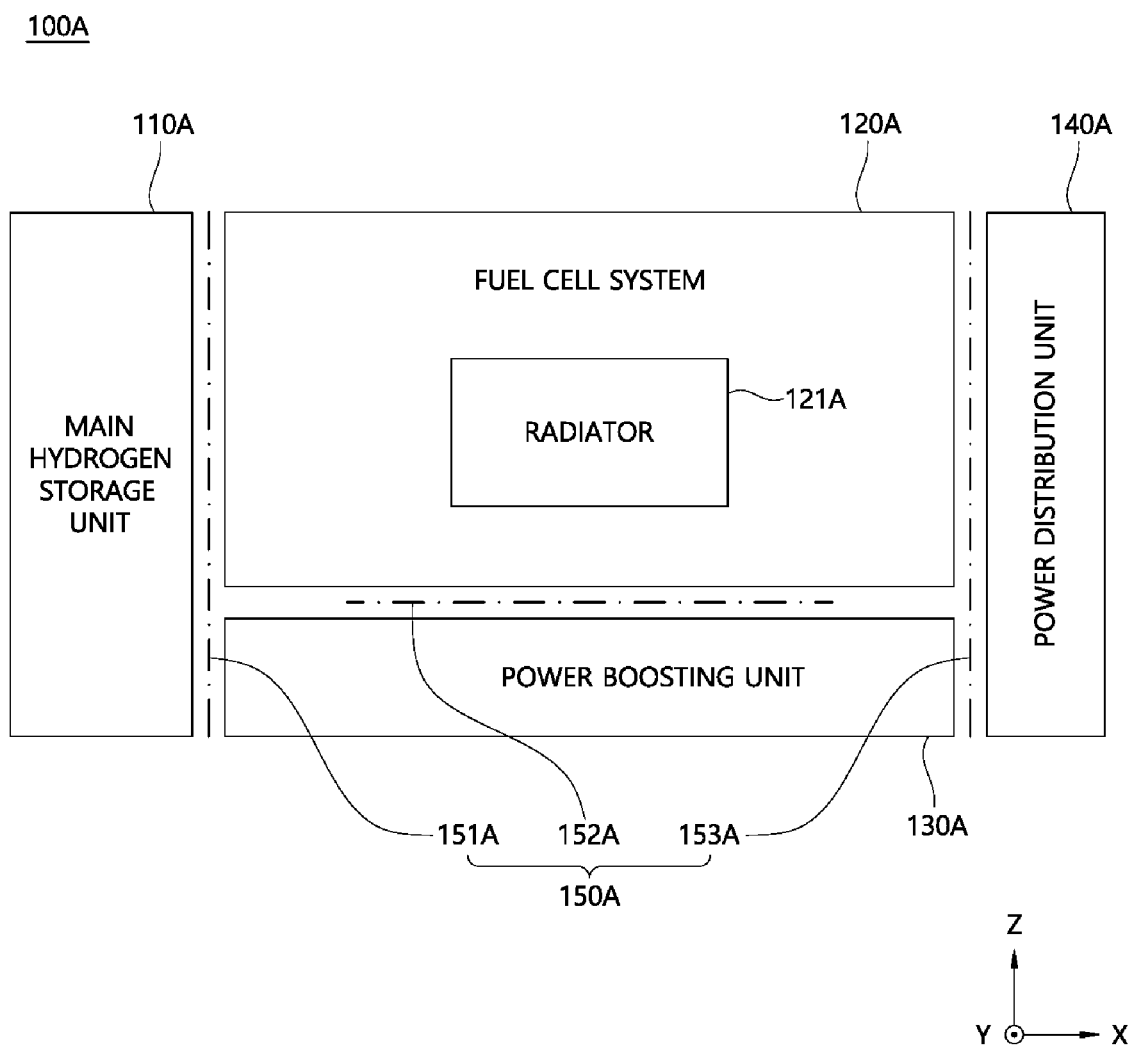 100A
110A
120A
140A
FUEL CELL SYSTEM
RADIATOR
121A
MAIN
HYDROGEN
STORAGE
UNIT
POWER DISTRIBUTION UNIT
POWER BOOSTING UNIT
151A
152A
153A
130A
150A
Z
Y
X